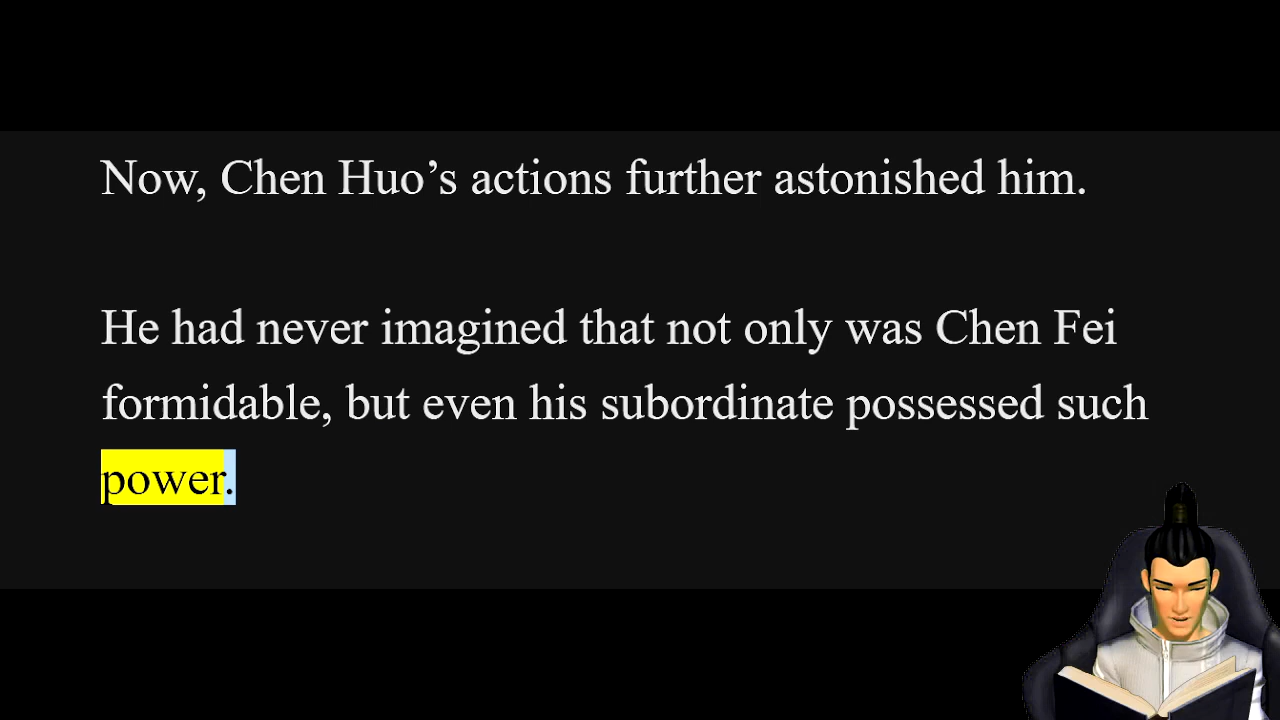 Now, Chen Huo’s actions further astonished him.
He had never imagined that not only was Chen Fei
formidable, but even his subordinate possessed such
power.